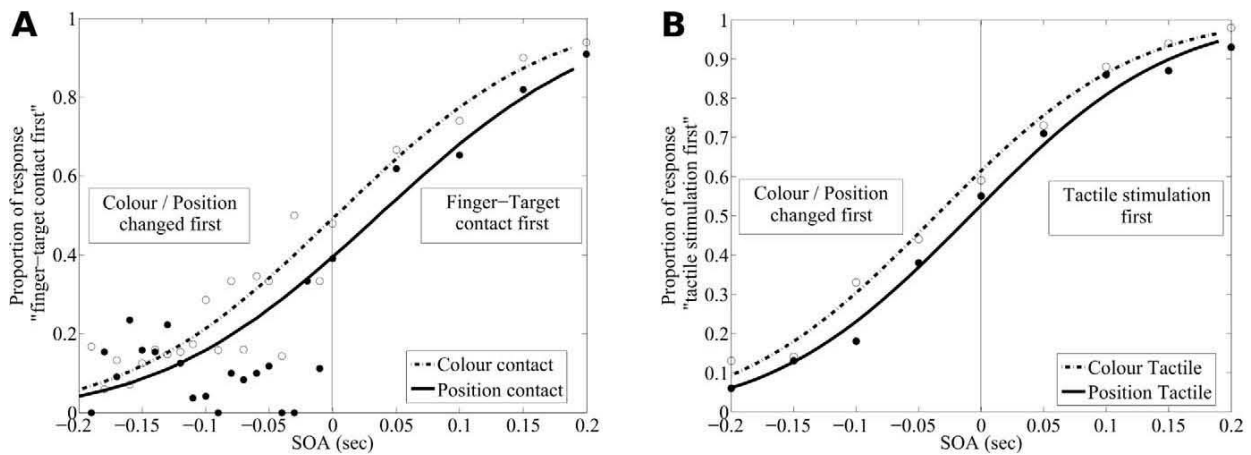 A
Proportion of response
"finger−target contact first"
1
0.8
0.6
0.4
0.2
0
Colour / Position
changed first
Finger−Target
contact first
Colour contact
Position contact
−0.2 −0.15 −0.1 −0.05 0 0.05 0.1 0.15 0.2
SOA (sec)
B
Proportion of response
"tactile stimulation first"
1
0.9
0.8
0.7
0.6
0.5
0.4
0.3
0.2
0.1
0
Colour / Position
changed first
Tactile stimulation
first
Colour Tactile
Position Tactile
−0.2 −0.15 −0.1 −0.05 0 0.05 0.1 0.15 0.2
SOA (sec)